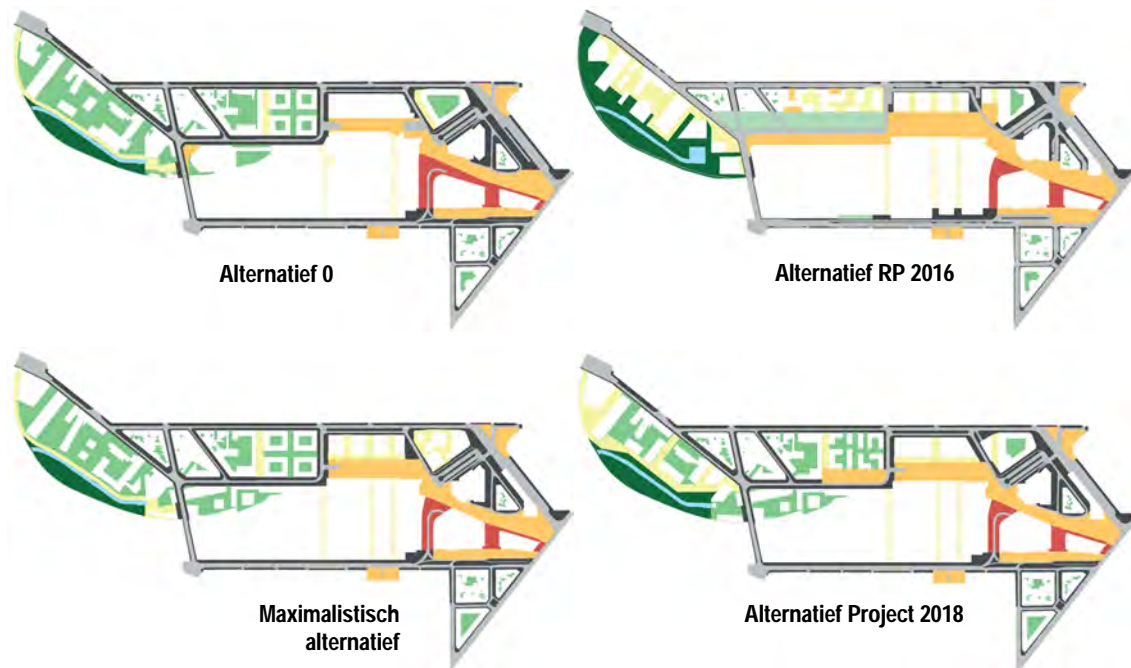 Alternatief 0
Alternatief RP 2016
Maximalistisch
alternatief
Alternatief Project 2018